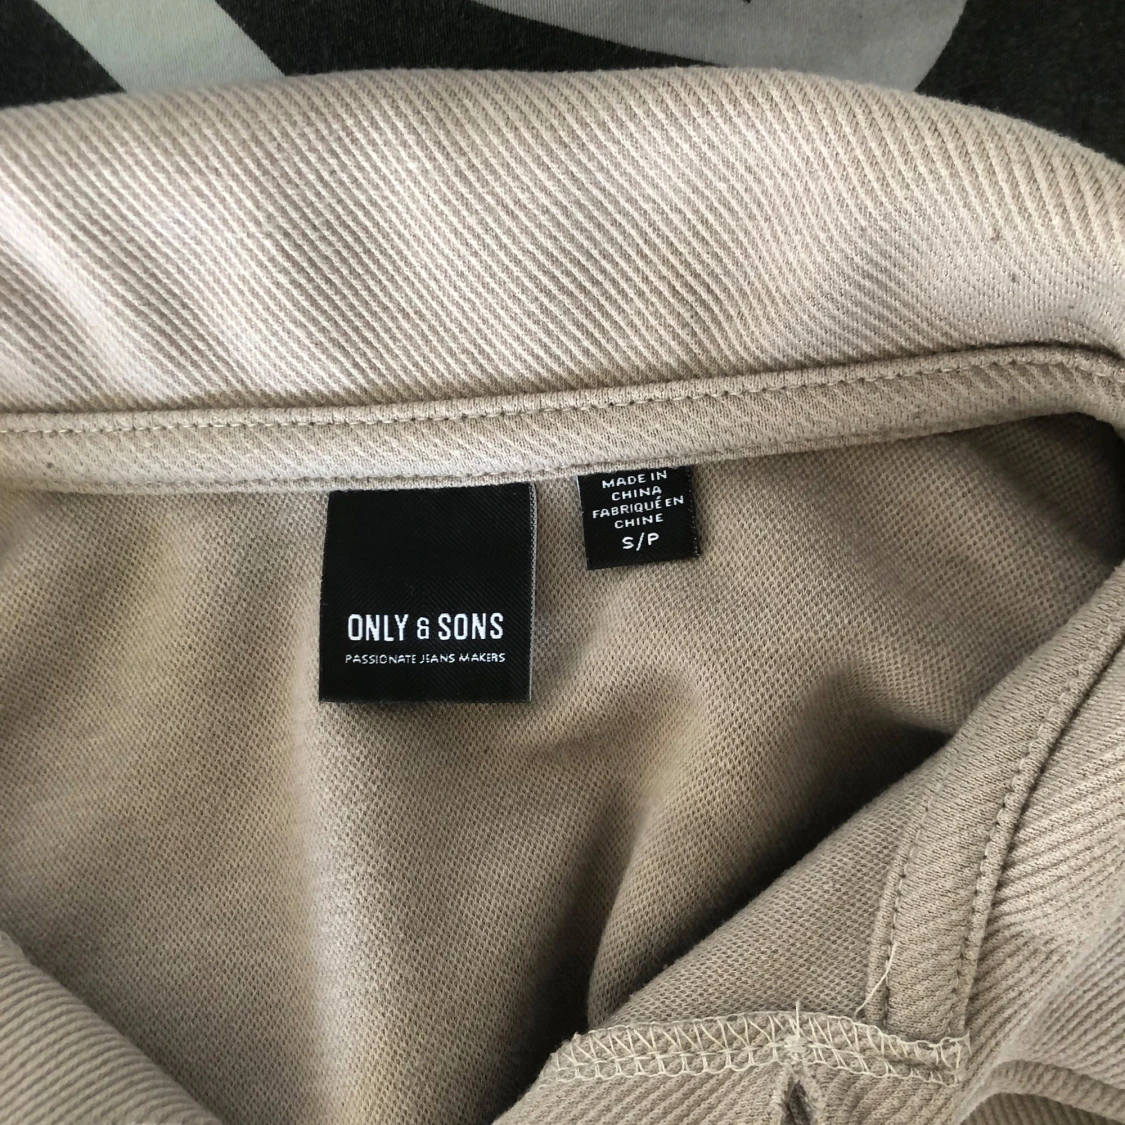 MADE IN
CHINA
FABRIQUÉ EN
CHINE
S/P
ONLY & SONS
PASSIONATE JEANS MAKERS